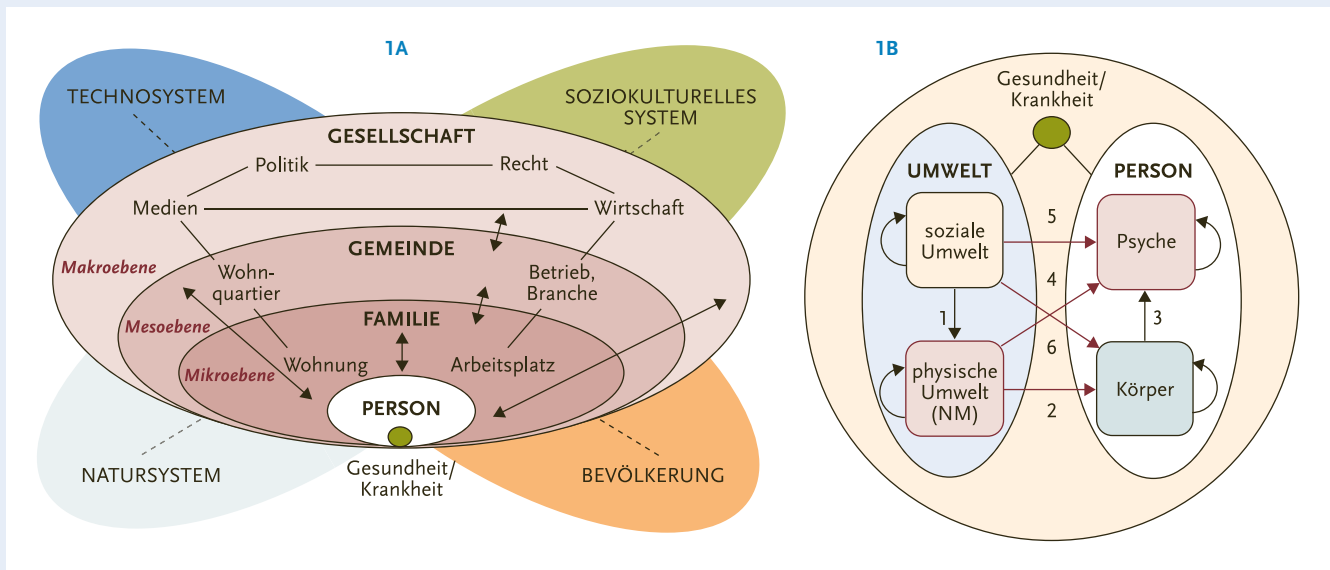 1A
TECHNOSYSTEM
SOZIOKULTURELLES
SYSTEM
GESELLSCHAFT
Politik
Recht
Medien
Wirtschaft
GEMEINDE
Makroebene
Wohn-
quartier
Betrieb,
Branche
FAMILIE
Mesoebene
Wohnung
Arbeitsplatz
Mikroebene
PERSON
NATURSYSTEM
Gesundheit/
Krankheit
BEVÖLKERUNG
1B
Gesundheit/
Krankheit
UMWELT
PERSON
soziale
Umwelt
5
Psyche
4
1
3
6
physische
Umwelt
(NM)
2
Körper